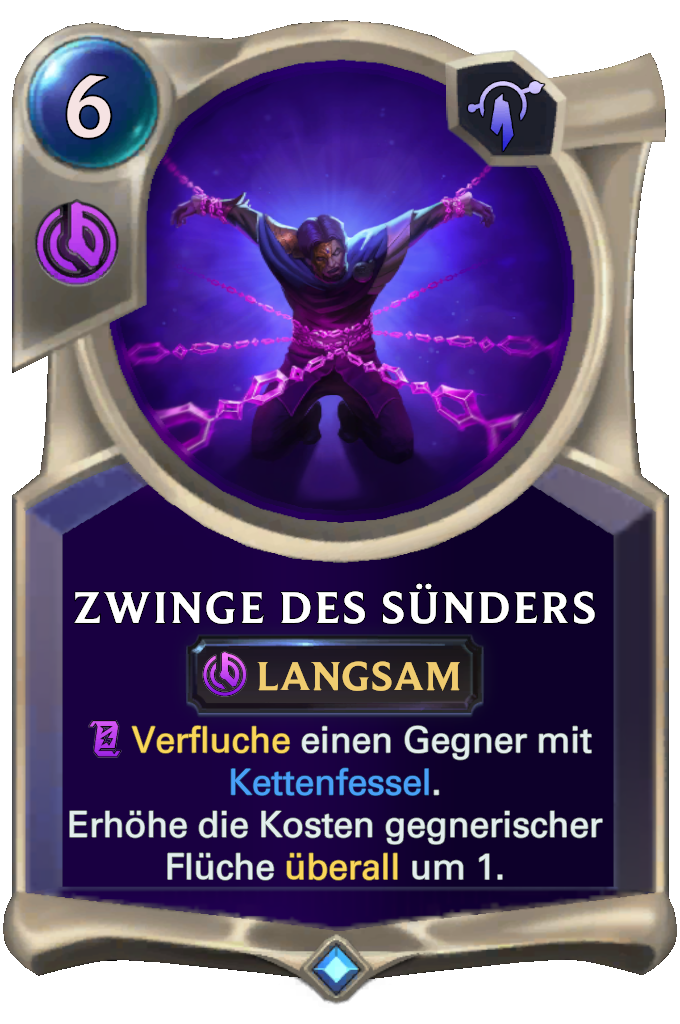 6
ZWINGE DES SÜNDERS
LANGSAM
Verfluche einen Gegner mit
Kettenfessel.
Erhöhe die Kosten gegnerischer
Flüche überall um 1.